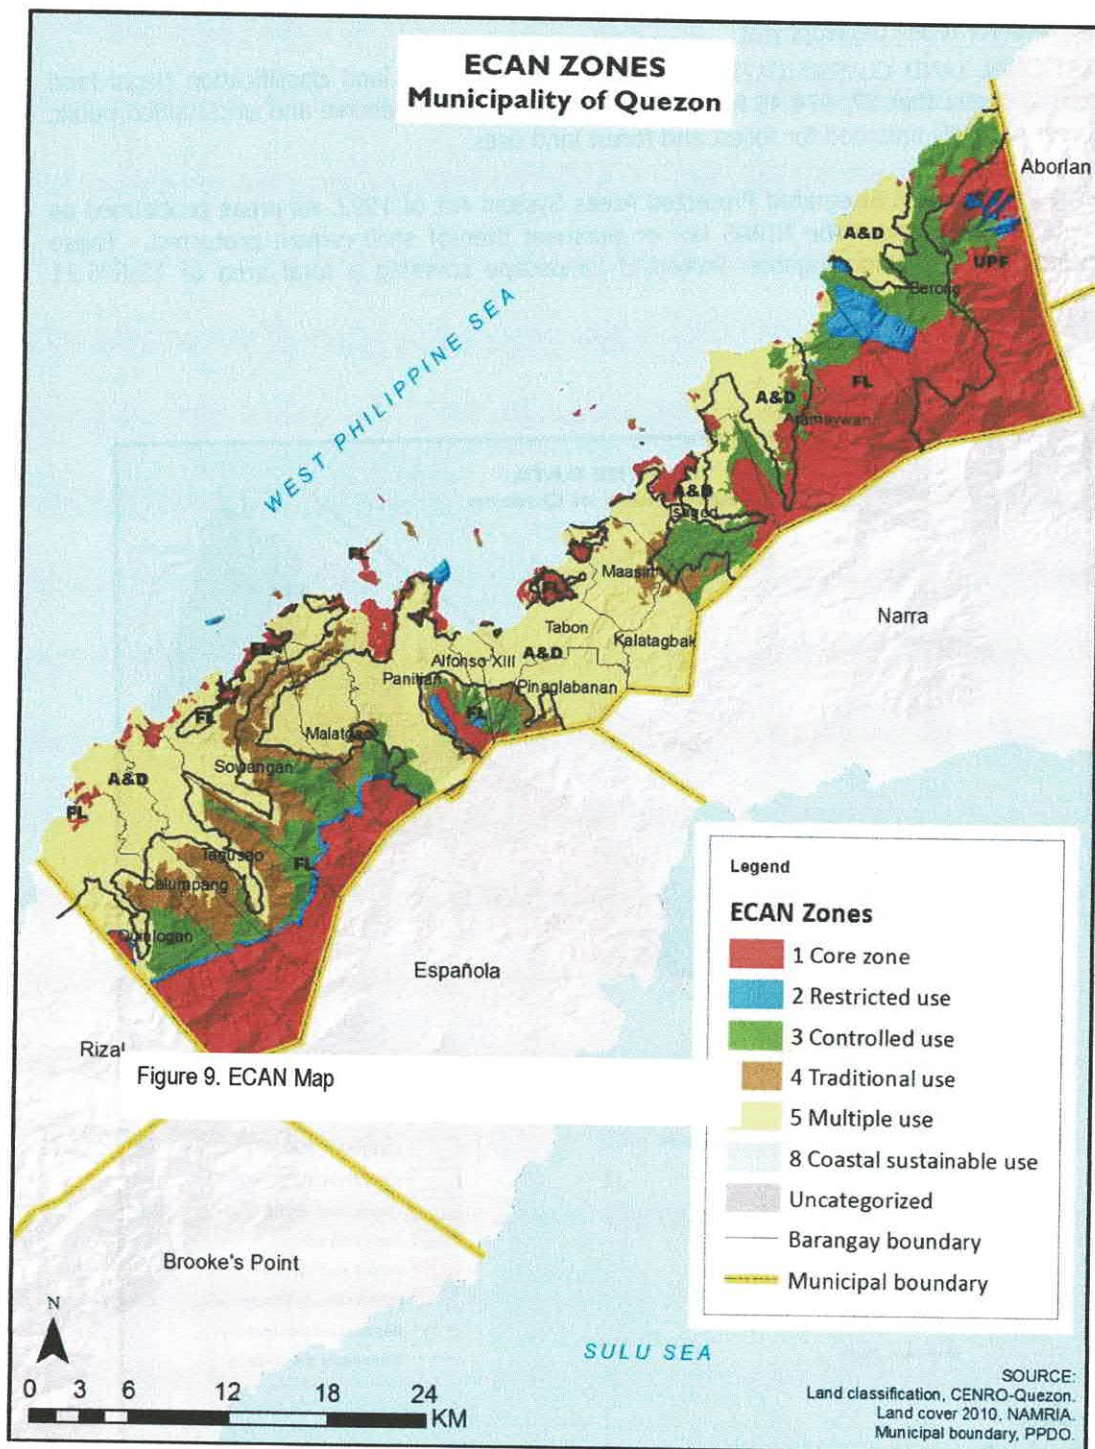 ECAN ZONES
Municipality of Quezon
Aborlan
A&D
UPF
Berong
WEST PHILIPPINE SEA
FL
A&D
Aramaywan
A&D
FL
Maasin
FL
Narra
Tabon
Kalatagbak
FL
Alfonso XIII
A&D
Panitian
Pinaglabanan
FL
FL
Malatgao
Sowangan
A&D
FL
Tagusao
FL
Calumpang
Quinlogan
Española
Rizal
Figure 9. ECAN Map
Brooke's Point
SULU SEA
Legend
ECAN Zones
1 Core zone
2 Restricted use
3 Controlled use
4 Traditional use
5 Multiple use
8 Coastal sustainable use
Uncategorized
Barangay boundary
Municipal boundary
N
0 3 6 12 18 24
KM
SOURCE:
Land classification, CENRO-Quezon.
Land cover 2010, NAMRIA.
Municipal boundary, PPDO.